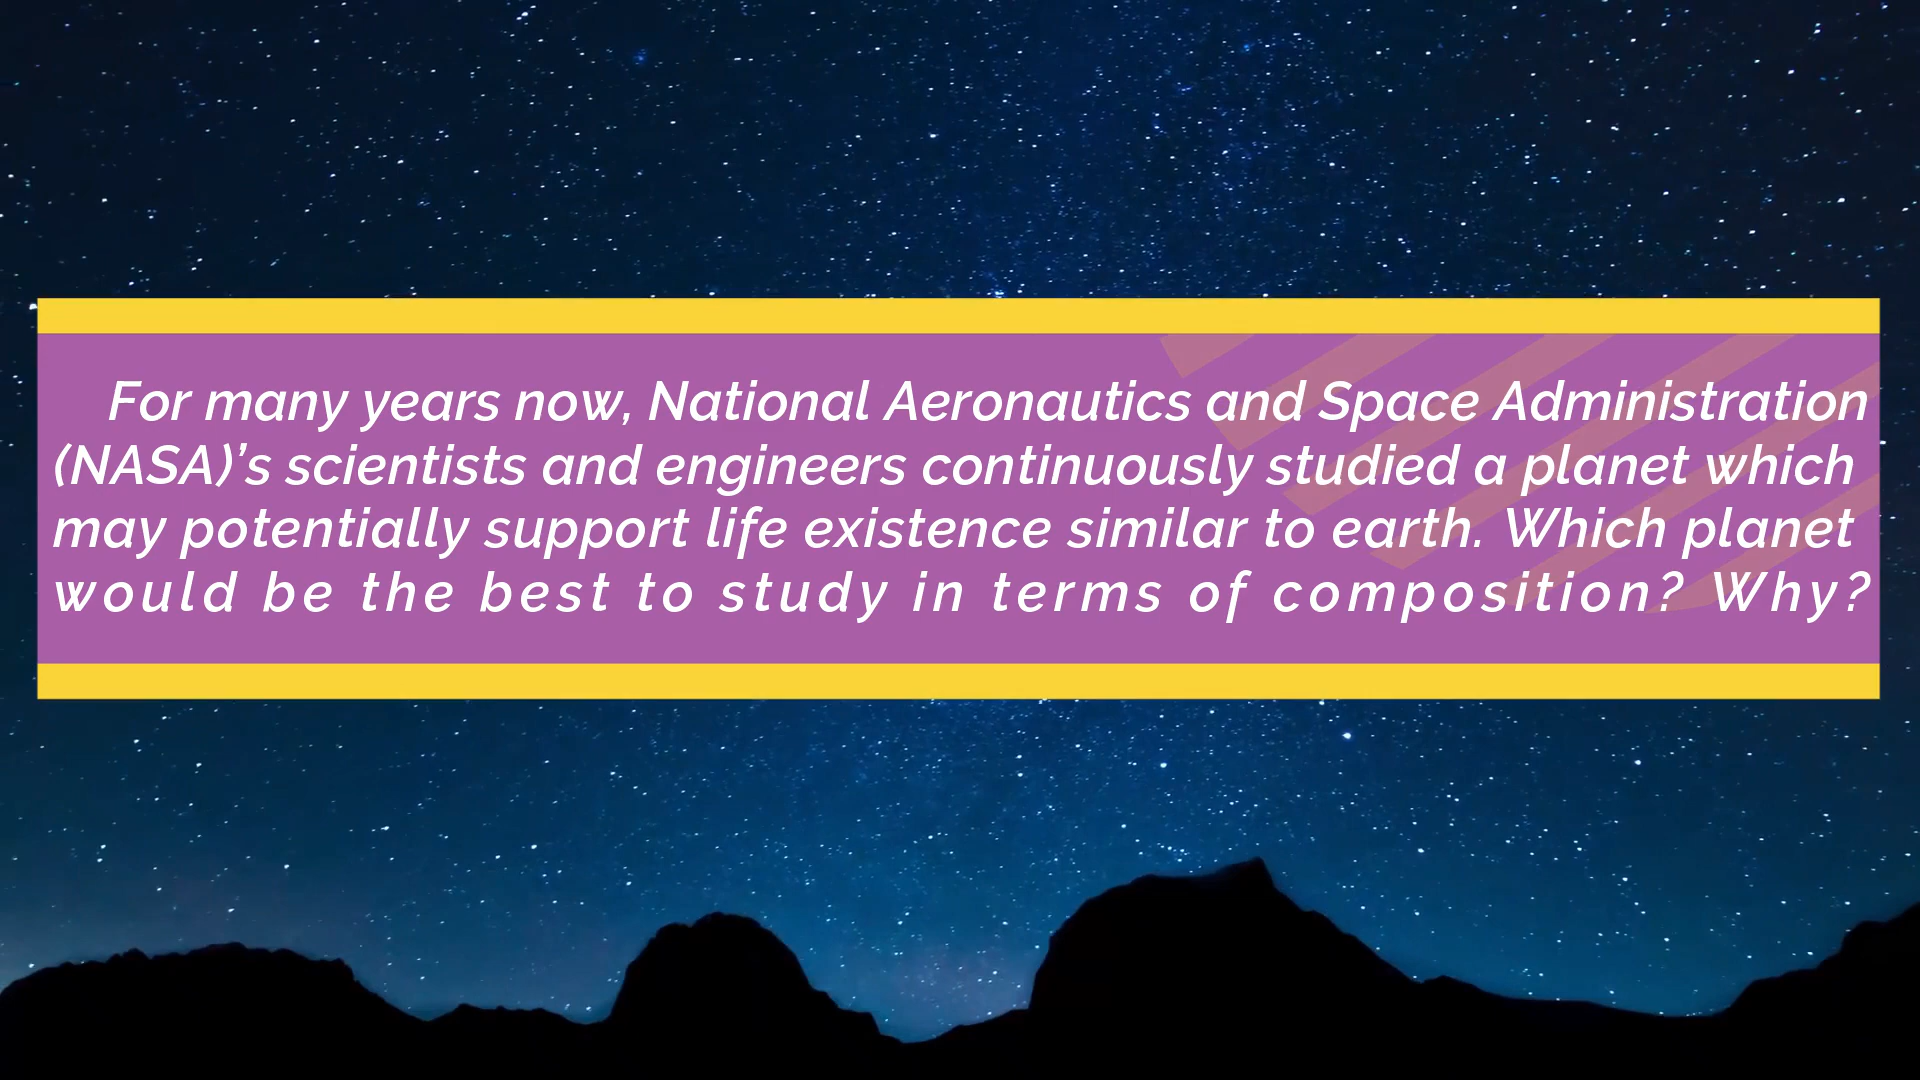 For many years now, National Aeronautics and Space Administration
(NASA)’s scientists and engineers continuously studied a planet which
may potentially support life existence similar to earth. Which planet
would be the best to study in terms of composition? Why?